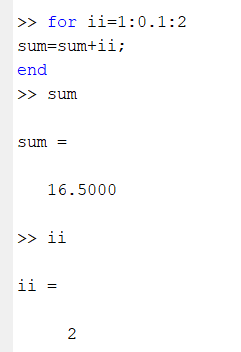 >> for ii=1:0.1:2
sum=sum+ii;
end
>> sum
sum =
16.5000
>> ii
ii =
2